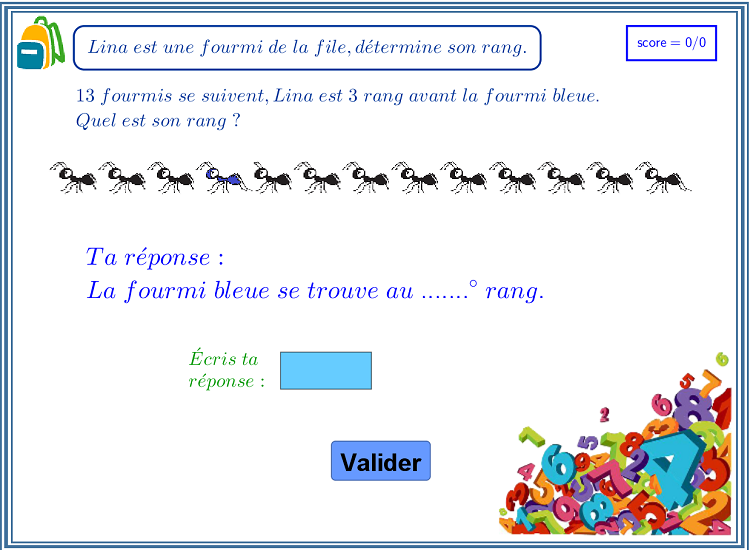 Lina est une fourmi de la file, détermine son rang.
score = 0/0
13 fourmis se suivent, Lina est 3 rang avant la fourmi bleue.
Quel est son rang ?
Ta réponse :
La fourmi bleue se trouve au .......° rang.
Écris ta
réponse :
Valider